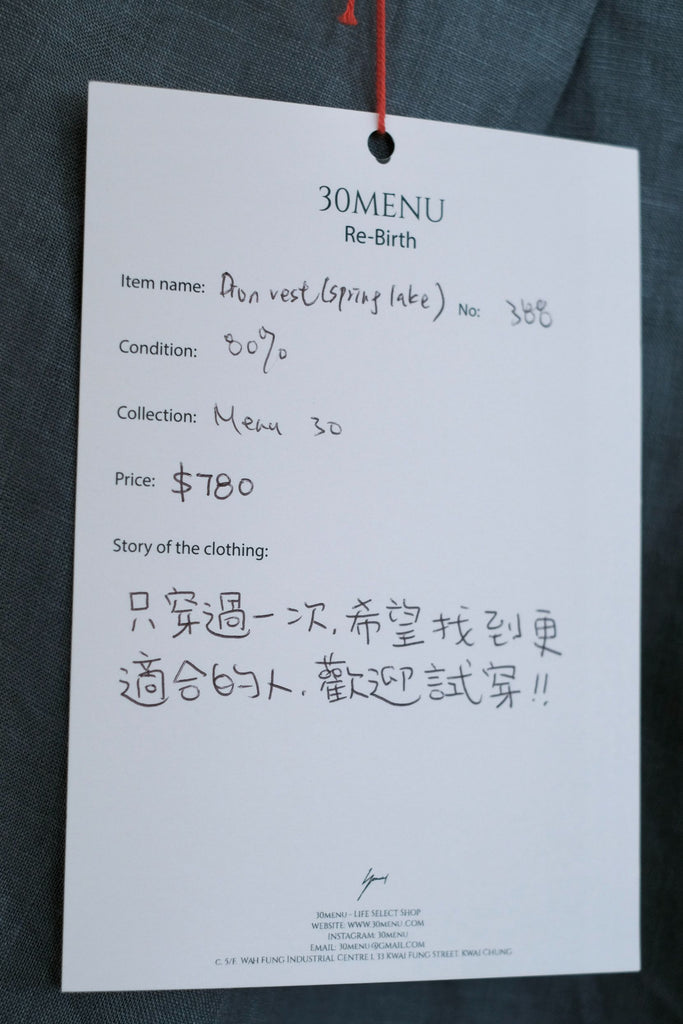 30MENU
Re-Birth
Item name: Dron vest (spring lake) No: 388
Condition: 80%
Collection: Menu 30
Price: $780
Story of the clothing:
只穿過一次，希望找到更
適合的人，歡迎試穿!!
30MENU - LIFE SELECT SHOP
WEBSITE: WWW.30MENU.COM
INSTAGRAM: 30MENU
EMAIL: 30MENU@GMAIL.COM
C, 5/F, WAH FUNG INDUSTRIAL CENTRE, 33 KWAI FUNG STREET, KWAI CHUNG